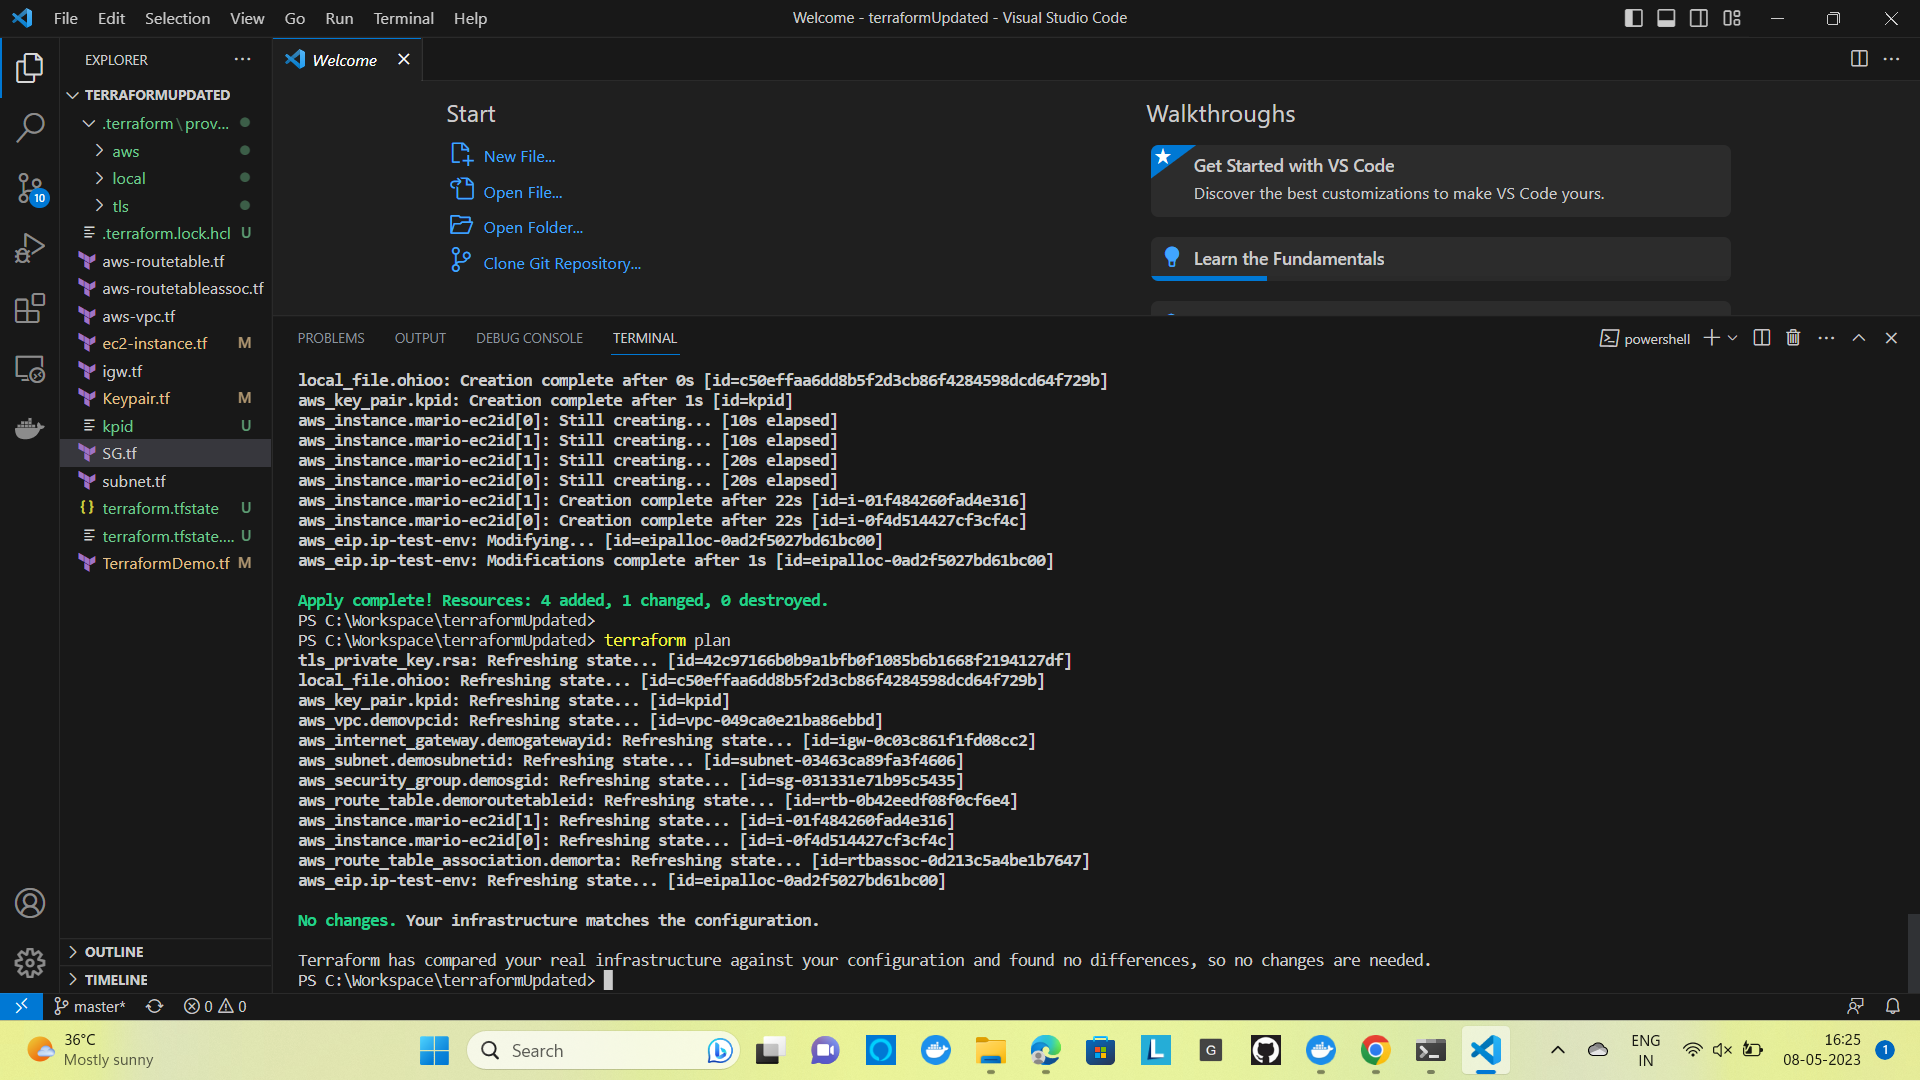 File Edit Selection View Go Run Terminal Help
Welcome - terraformUpdated - Visual Studio Code
EXPLORER
Welcome
TERRAFORMUPDATED
.terraform\prov...
aws
local
tls
.terraform.lock.hcl U
aws-routetable.tf
aws-routetableassoc.tf
aws-vpc.tf
ec2-instance.tf M
igw.tf
Keypair.tf M
kpid U
SG.tf
subnet.tf
{} terraform.tfstate U
terraform.tfstate.... U
TerraformDemo.tf M
OUTLINE
TIMELINE
10
Start
New File...
Open File...
Open Folder...
Clone Git Repository...
Walkthroughs
Get Started with VS Code
Discover the best customizations to make VS Code yours.
Learn the Fundamentals
PROBLEMS OUTPUT DEBUG CONSOLE TERMINAL
powershell
local_file.ohioo: Creation complete after 0s [id=c50effaa6dd8b5f2d3cb86f4284598dcd64f729b]
aws_key_pair.kpid: Creation complete after 1s [id=kpid]
aws_instance.mario-ec2id[0]: Still creating... [10s elapsed]
aws_instance.mario-ec2id[1]: Still creating... [10s elapsed]
aws_instance.mario-ec2id[1]: Still creating... [20s elapsed]
aws_instance.mario-ec2id[0]: Still creating... [20s elapsed]
aws_instance.mario-ec2id[1]: Creation complete after 22s [id=i-01f484260fad4e316]
aws_instance.mario-ec2id[0]: Creation complete after 22s [id=i-0f4d514427cf3cf4c]
aws_eip.ip-test-env: Modifying... [id=eipalloc-0ad2f5027bd61bc00]
aws_eip.ip-test-env: Modifications complete after 1s [id=eipalloc-0ad2f5027bd61bc00]
Apply complete! Resources: 4 added, 1 changed, 0 destroyed.
PS C:\Workspace\terraformUpdated>
PS C:\Workspace\terraformUpdated> terraform plan
tls_private_key.rsa: Refreshing state... [id=42c97166b0b9a1bfb0f1085b6b1668f2194127df]
local_file.ohioo: Refreshing state... [id=c50effaa6dd8b5f2d3cb86f4284598dcd64f729b]
aws_key_pair.kpid: Refreshing state... [id=kpid]
aws_vpc.demovpcid: Refreshing state... [id=vpc-049ca0e21ba86ebbd]
aws_internet_gateway.demogatewayid: Refreshing state... [id=igw-0c03c861f1fd08cc2]
aws_subnet.demosubnetid: Refreshing state... [id=subnet-03463ca89fa3f4606]
aws_security_group.demosgid: Refreshing state... [id=sg-031331e71b95c5435]
aws_route_table.demoroutetableid: Refreshing state... [id=rtb-0b42eedf08f0cf6e4]
aws_instance.mario-ec2id[1]: Refreshing state... [id=i-01f484260fad4e316]
aws_instance.mario-ec2id[0]: Refreshing state... [id=i-0f4d514427cf3cf4c]
aws_route_table_association.demorta: Refreshing state... [id=rtbassoc-0d213c5a4be1b7647]
aws_eip.ip-test-env: Refreshing state... [id=eipalloc-0ad2f5027bd61bc00]
No changes. Your infrastructure matches the configuration.
Terraform has compared your real infrastructure against your configuration and found no differences, so no changes are needed.
PS C:\Workspace\terraformUpdated>
master* 0 0
36°C
Mostly sunny
Search
L
G
ENG
IN
16:25
08-05-2023
1